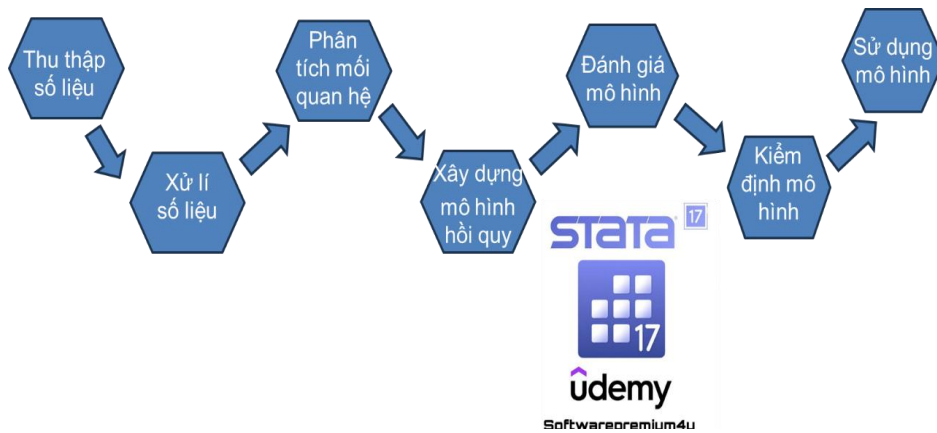 Thu thập
số liệu
Xử lí
số liệu
Phân
tích mối
quan hệ
Xây dựng
mô hình
hồi quy
Đánh giá
mô hình
Kiểm
định mô
hình
Sử dụng
mô hình
STATA 17
17
ûdemy
Softwarepremium4u